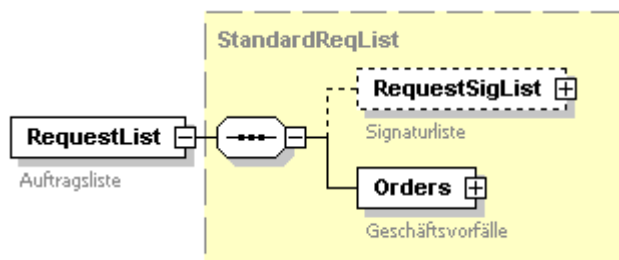 StandardReqList
RequestSigList
Signaturliste
RequestList
Auftragsliste
Orders
Geschäftsvorfälle